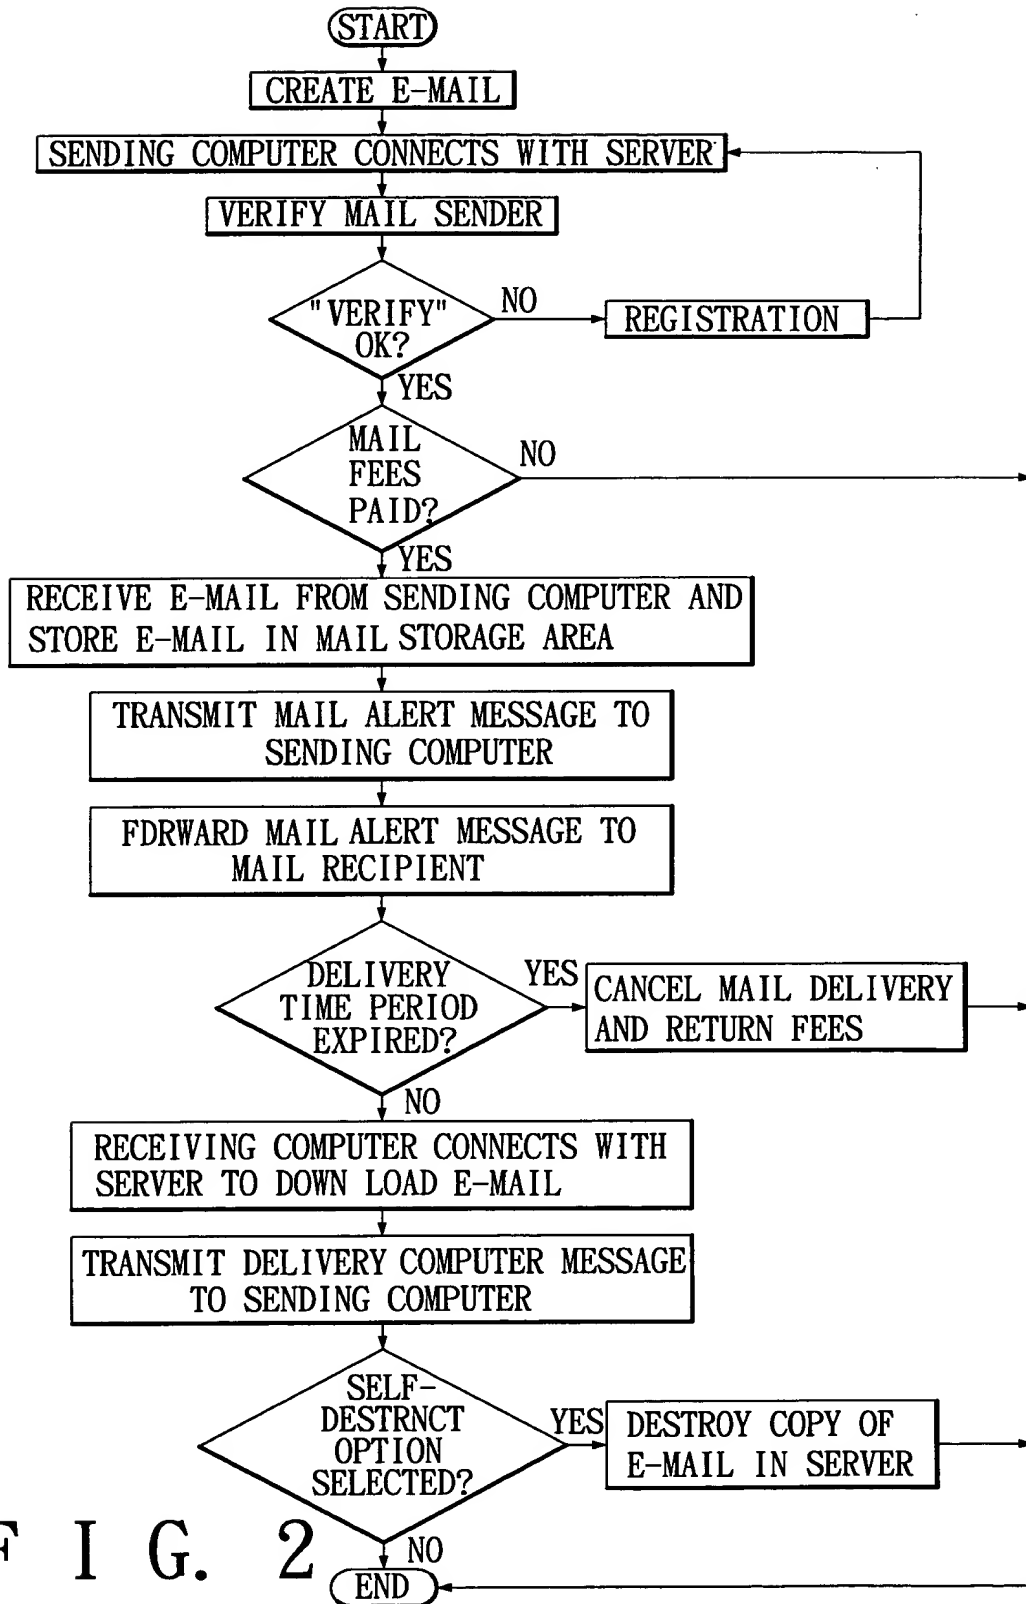 START
CREATE E-MAIL
SENDING COMPUTER CONNECTS WITH SERVER
VERIFY MAIL SENDER
"VERIFY"
OK?
NO
REGISTRATION
YES
MAIL
FEES
PAID?
NO
YES
RECEIVE E-MAIL FROM SENDING COMPUTER AND
STORE E-MAIL IN MAIL STORAGE AREA
TRANSMIT MAIL ALERT MESSAGE TO
SENDING COMPUTER
FDRWARD MAIL ALERT MESSAGE TO
MAIL RECIPIENT
DELIVERY
TIME PERIOD
EXPIRED?
YES
CANCEL MAIL DELIVERY
AND RETURN FEES
NO
RECEIVING COMPUTER CONNECTS WITH
SERVER TO DOWN LOAD E-MAIL
TRANSMIT DELIVERY COMPUTER MESSAGE
TO SENDING COMPUTER
SELF-
DESTRNCT
OPTION
SELECTED?
YES
DESTROY COPY OF
E-MAIL IN SERVER
NO
END
FIG. 2